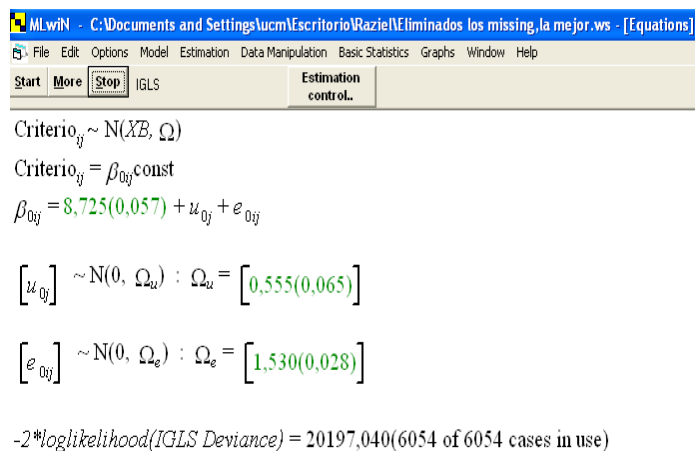 MLwiN - C:\Documents and Settings\ucm\Escritorio\Raziel\Eliminados los missing,la mejor.ws - [Equations]
File Edit Options Model Estimation Data Manipulation Basic Statistics Graphs Window Help
Start More Stop IGLS Estimation control..
Criterio_ij ~ N(XB, Ω)
Criterio_ij = β_0ij const
β_0ij = 8,725(0,057) + u_0j + e_0ij
[u_0j] ~ N(0, Ω_u) : Ω_u = [0,555(0,065)]
[e_0ij] ~ N(0, Ω_e) : Ω_e = [1,530(0,028)]
-2*loglikelihood(IGLS Deviance) = 20197,040(6054 of 6054 cases in use)